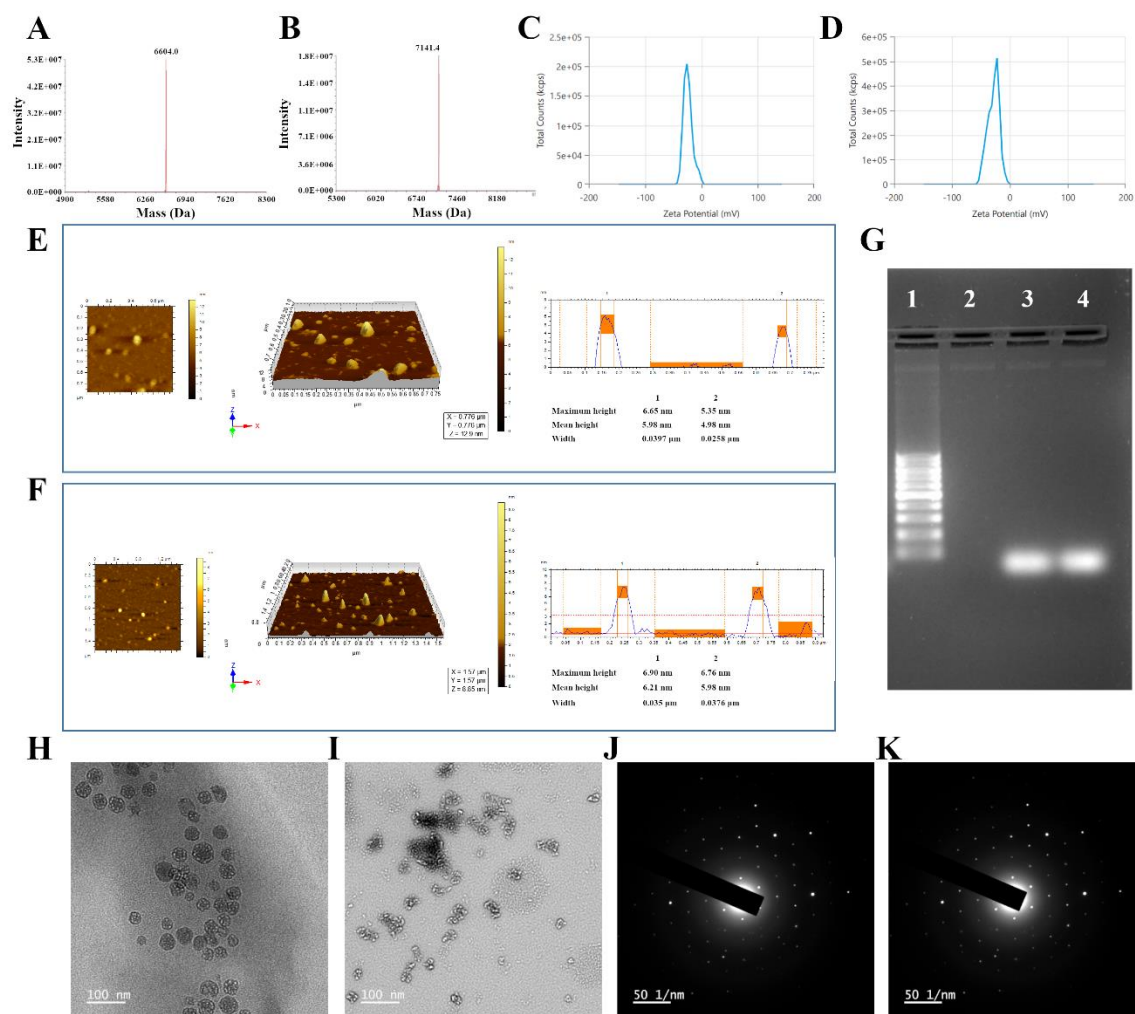 A
6604.0
5.3E+007
4.2E+007
3.2E+007
2.1E+007
1.1E+007
0.0E+000
Intensity
4900 5580 6260 6940 7620 8300
Mass (Da)
B
7141.4
1.8E+007
1.4E+007
1.1E+007
7.1E+006
3.6E+006
0.0E+000
Intensity
5300 6020 6740 7460 8180
Mass (Da)
C
2.5e+05
2e+05
1.5e+05
1e+05
5e+04
0
Total Counts (kcps)
-200 -100 0 100 200
Zeta Potential (mV)
D
6e+05
5e+05
4e+05
3e+05
2e+05
1e+05
0
Total Counts (kcps)
-200 -100 0 100 200
Zeta Potential (mV)
E
X = 0.776 µm
Y = 0.776 µm
Z = 12.9 nm
1 2
Maximum height 6.65 nm 5.35 nm
Mean height 5.98 nm 4.98 nm
Width 0.0397 µm 0.0258 µm
F
X = 1.57 µm
Y = 1.57 µm
Z = 8.85 nm
1 2
Maximum height 6.90 nm 6.76 nm
Mean height 6.21 nm 5.98 nm
Width 0.035 µm 0.0376 µm
G
1 2 3 4
H
100 nm
I
100 nm
J
50 1/nm
K
50 1/nm